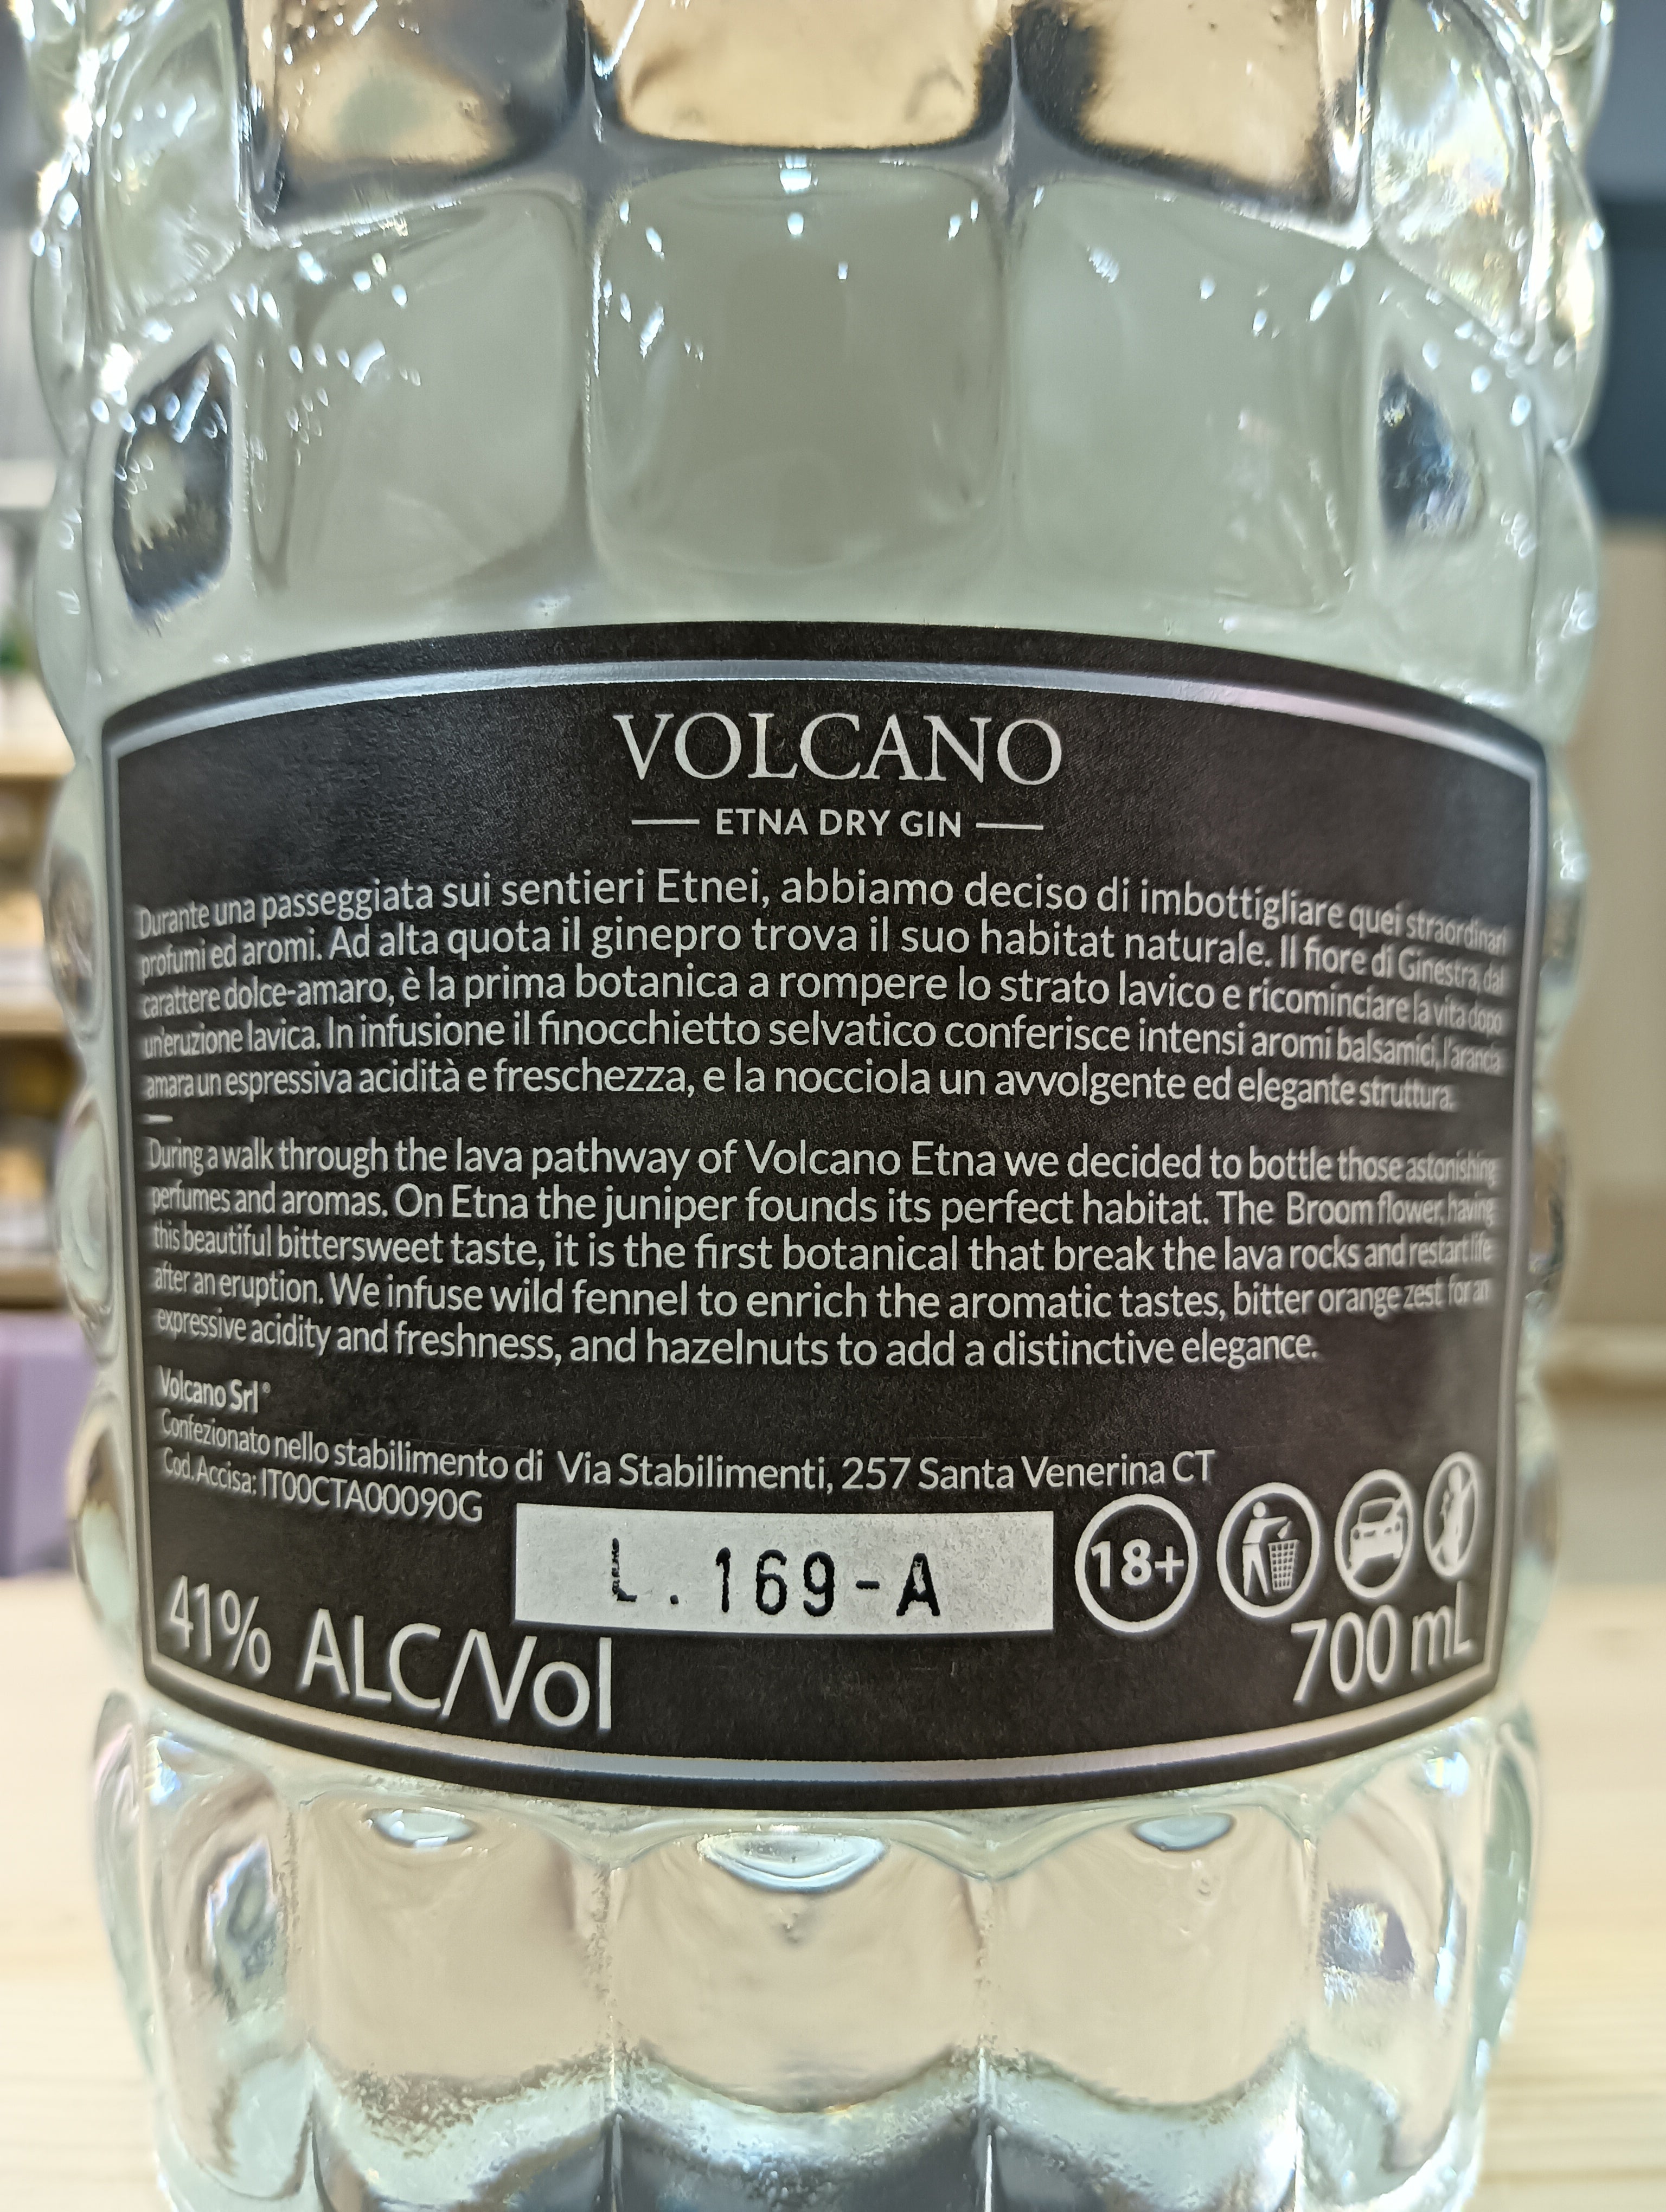 VOLCANO
ETNA DRY GIN
Durante una passeggiata sui sentieri Etnei, abbiamo deciso di imbottigliare quei straordinari
profumi ed aromi. Ad alta quota il ginepro trova il suo habitat naturale. Il fiore di Ginestra, dal
carattere dolce-amaro, è la prima botanica a rompere lo strato lavico e ricominciare la vita dopo
un'eruzione lavica. In infusione il finocchietto selvatico conferisce intensi aromi balsamici, l'arancia
amara un espressiva acidità e freschezza, e la nocciola un avvolgente ed elegante struttura.
During a walk through the lava pathway of Volcano Etna we decided to bottle those astonishing
perfumes and aromas. On Etna the juniper founds its perfect habitat. The Broom flower, having
this beautiful bittersweet taste, it is the first botanical that break the lava rocks and restart life
after an eruption. We infuse wild fennel to enrich the aromatic tastes, bitter orange zest for an
expressive acidity and freshness, and hazelnuts to add a distinctive elegance.
Volcano Srl®
Confezionato nello stabilimento di Via Stabilimenti, 257 Santa Venerina CT
Cod. Accisa: IT00CTA00090G
L. 169-A
18+
41% ALC/Vol
700 mL